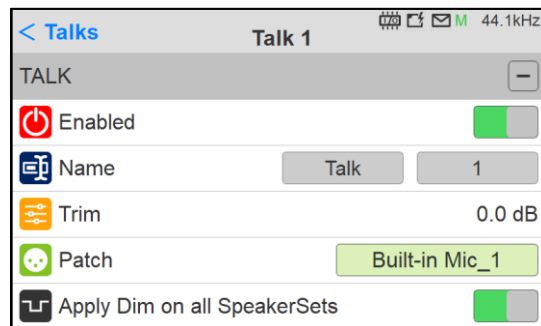 < Talks
Talk 1
M 44.1kHz
TALK
Enabled
Name Talk 1
Trim 0.0 dB
Patch Built-in Mic_1
Apply Dim on all SpeakerSets